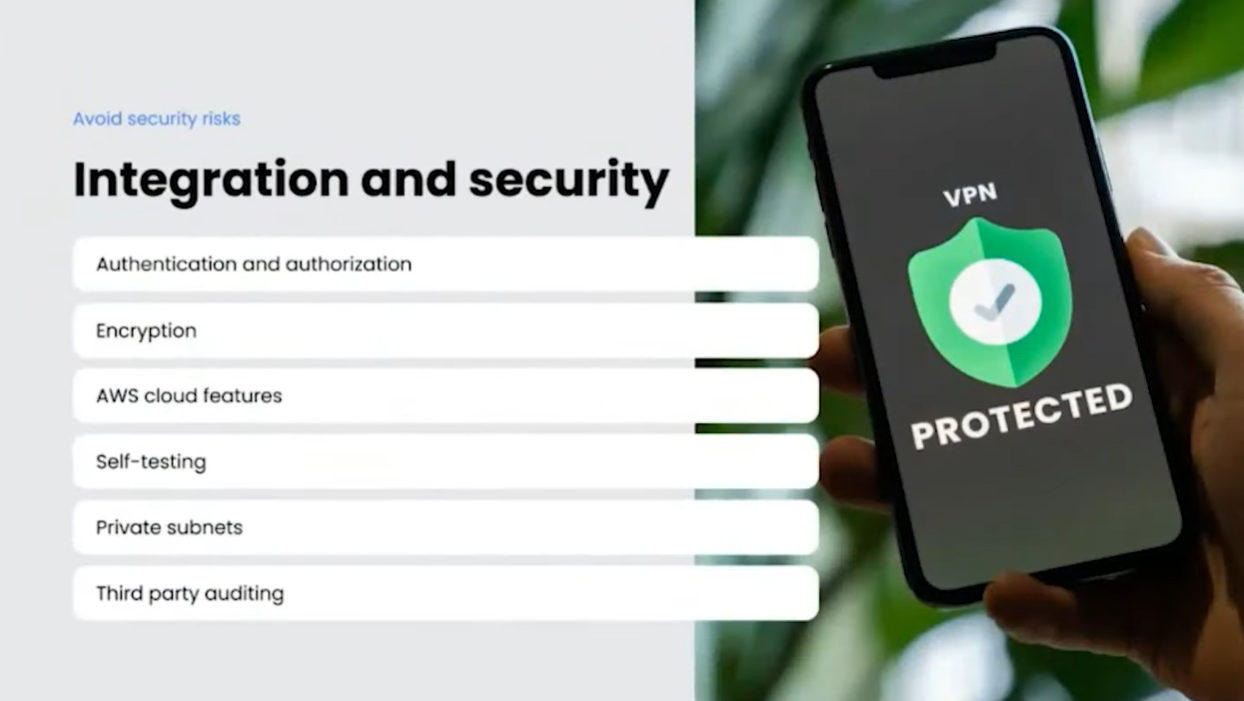 Avoid security risks
Integration and security
Authentication and authorization
Encryption
AWS cloud features
Self-testing
Private subnets
Third party auditing
VPN
PROTECTED